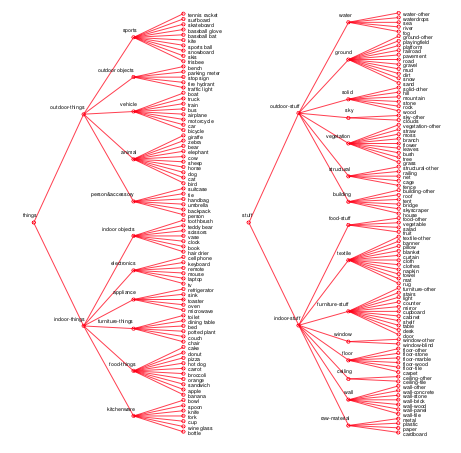 things
outdoor-things
sports
tennis racket
surfboard
skateboard
baseball glove
baseball bat
kite
sports ball
snowboard
skis
frisbee
outdoor objects
bench
parking meter
stop sign
fire hydrant
traffic light
vehicle
boat
truck
train
bus
airplane
motorcycle
car
bicycle
animal
giraffe
zebra
bear
elephant
cow
sheep
horse
dog
cat
bird
person&accessory
suitcase
tie
handbag
umbrella
backpack
person
indoor-things
indoor objects
toothbrush
teddy bear
scissors
vase
clock
book
hair drier
electronics
cell phone
keyboard
remote
mouse
laptop
tv
appliance
refrigerator
sink
toaster
oven
microwave
furniture-things
toilet
dining table
bed
potted plant
couch
chair
food-things
cake
donut
pizza
hot dog
carrot
broccoli
orange
sandwich
apple
banana
kitchenware
bowl
spoon
knife
fork
cup
wine glass
bottle
stuff
outdoor-stuff
water
water-other
waterdrops
sea
river
fog
ground
ground-other
playingfield
platform
railroad
pavement
road
gravel
mud
dirt
snow
sand
solid
solid-other
hill
mountain
stone
rock
wood
sky
sky-other
clouds
vegetation
vegetation-other
straw
moss
branch
flower
leaves
bush
tree
grass
structural
structural-other
railing
net
cage
fence
building
building-other
roof
tent
bridge
skyscraper
house
indoor-stuff
food-stuff
food-other
vegetable
salad
fruit
textile
textile-other
banner
pillow
blanket
curtain
cloth
clothes
napkin
towel
mat
rug
furniture-stuff
furniture-other
stairs
light
counter
mirror
cupboard
cabinet
shelf
table
desk
door
window
window-other
window-blind
floor
floor-other
floor-stone
floor-marble
floor-wood
floor-tile
carpet
ceiling
ceiling-other
ceiling-tile
wall
wall-other
wall-concrete
wall-stone
wall-brick
wall-wood
wall-panel
wall-tile
raw-material
metal
plastic
paper
cardboard